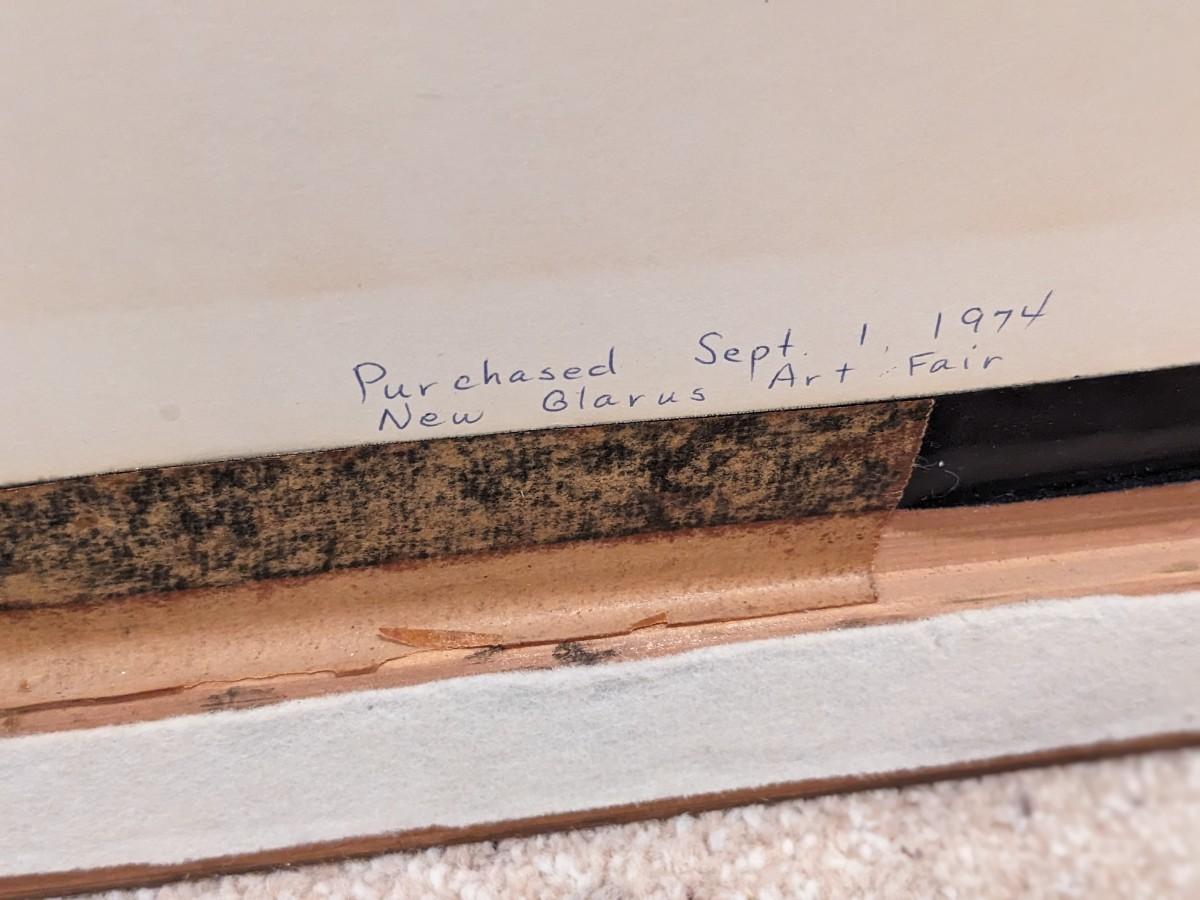 Purchased Sept. 1, 1974
New Glarus Art Fair